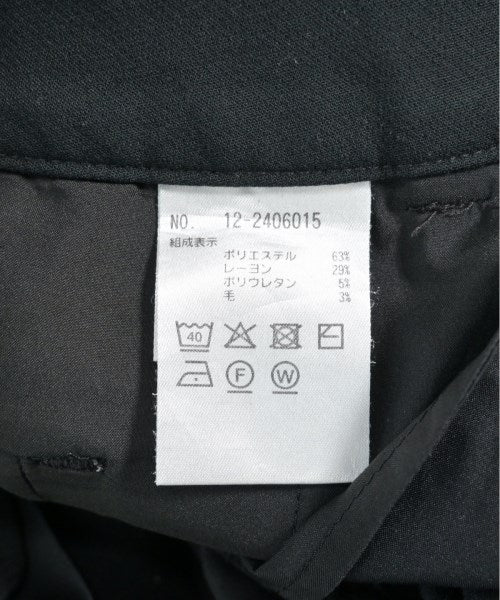 NO. 12-2406015
組成表示
ポリエステル 63%
レーヨン 29%
ポリウレタン 5%
毛 3%
40
F W